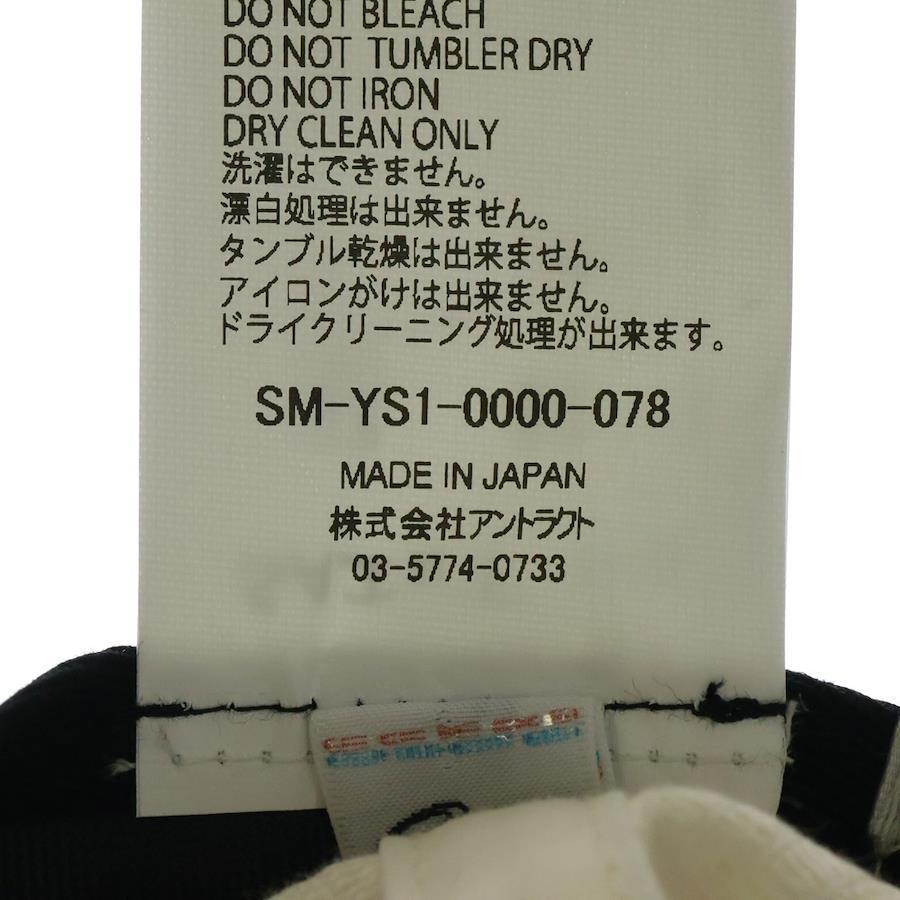 DO NOT BLEACH
DO NOT TUMBLER DRY
DO NOT IRON
DRY CLEAN ONLY
洗濯はできません。
漂白処理は出来ません。
タンブル乾燥は出来ません。
アイロンがけは出来ません。
ドライクリーニング処理が出来ます。
SM-YS1-0000-078
MADE IN JAPAN
株式会社アントラクト
03-5774-0733